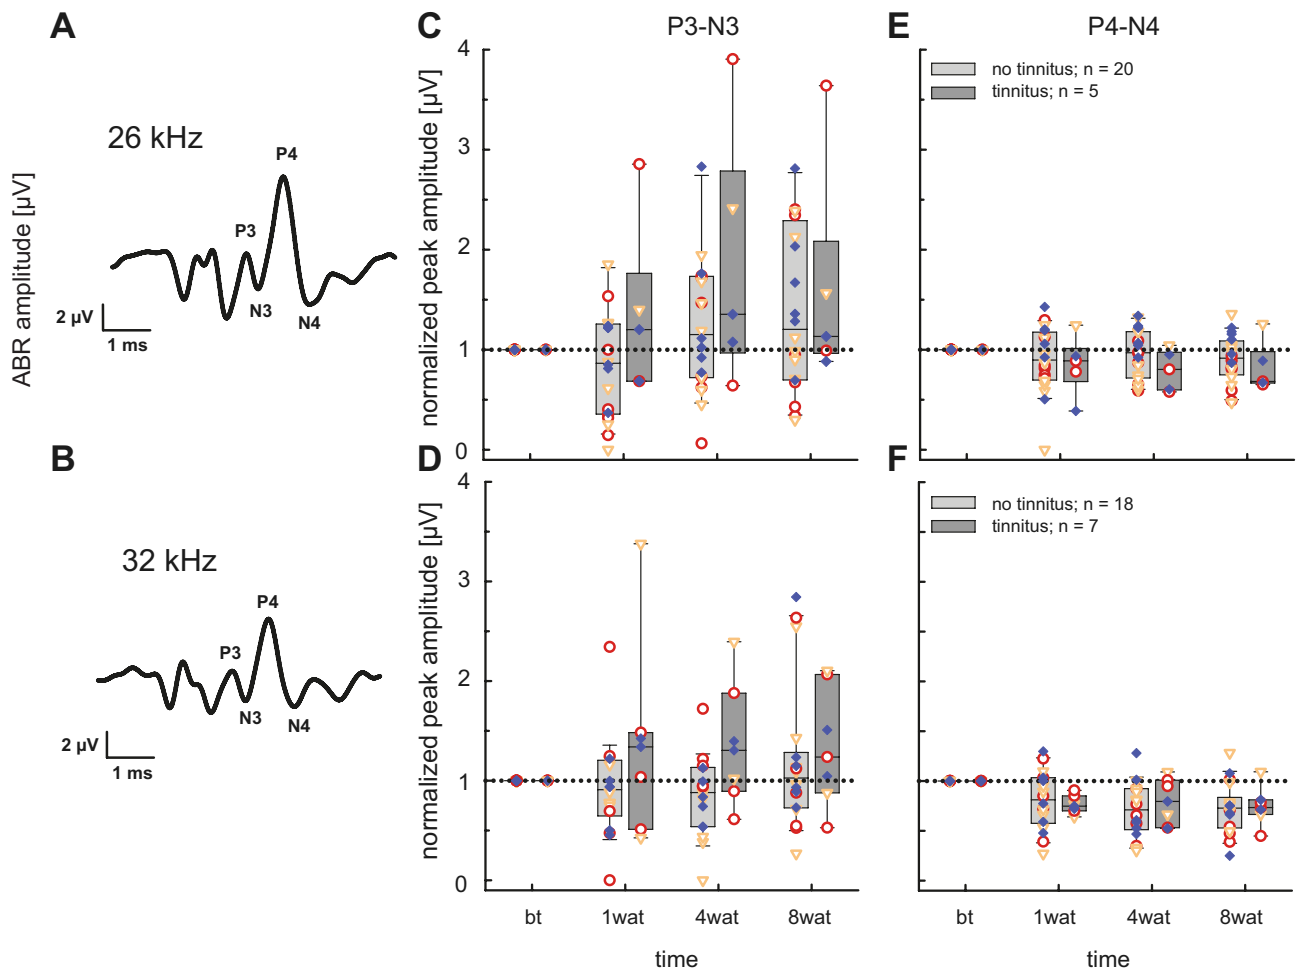 A
26 kHz
P4
P3
N3
N4
2 µV
1 ms
ABR amplitude [µV]
B
32 kHz
P4
P3
N3
N4
2 µV
1 ms
C
P3-N3
normalized peak amplitude [µV]
4
3
2
1
0
D
normalized peak amplitude [µV]
4
3
2
1
0
bt 1wat 4wat 8wat
time
E
P4-N4
no tinnitus; n = 20
tinnitus; n = 5
F
no tinnitus; n = 18
tinnitus; n = 7
bt 1wat 4wat 8wat
time